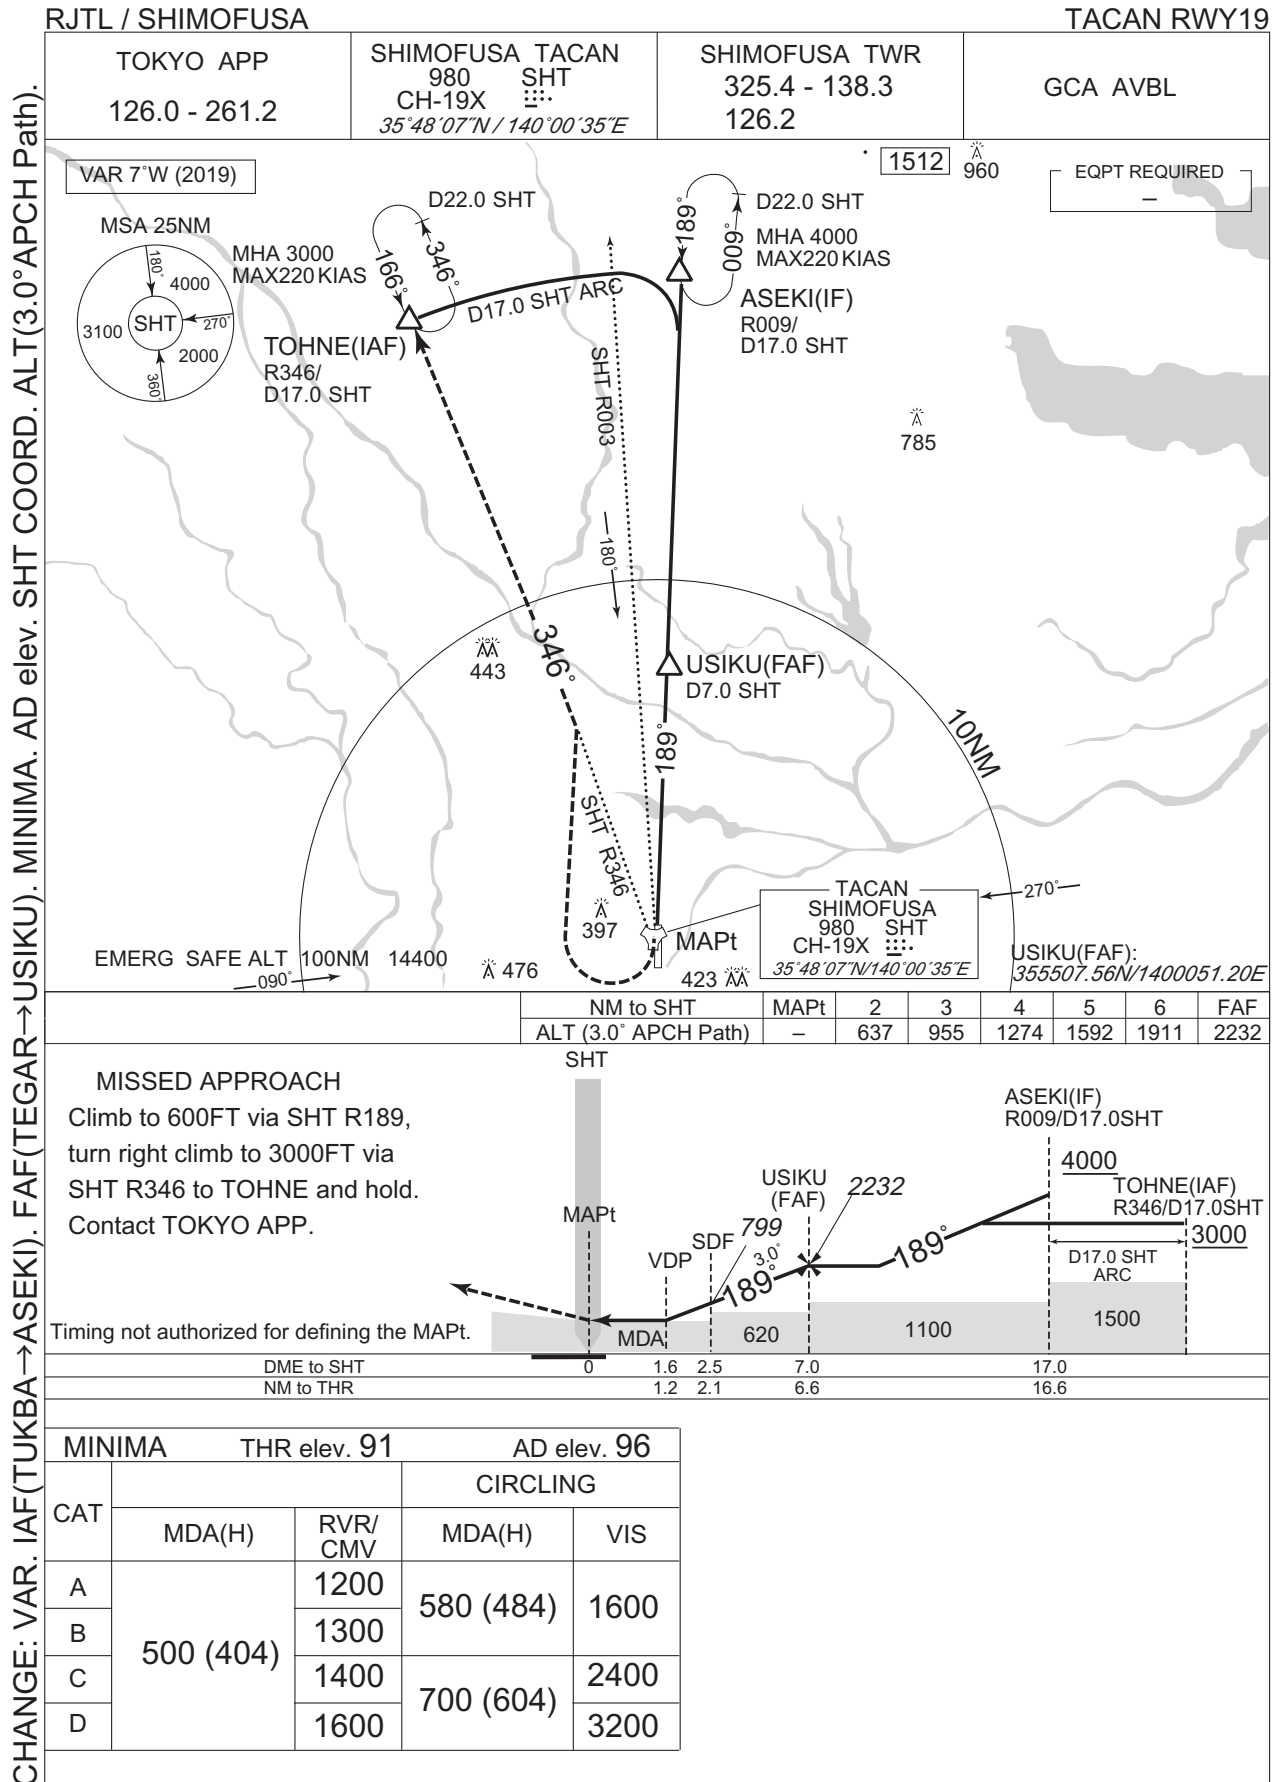 RJTL / SHIMOFUSA
TACAN RWY19
TOKYO APP
126.0 - 261.2
SHIMOFUSA TACAN
980 SHT
CH-19X
35°48′07″N / 140°00′35″E
SHIMOFUSA TWR
325.4 - 138.3
126.2
GCA AVBL
CHANGE: VAR. IAF(TUKBA→ASEKI). FAF(TEGAR→USIKU). MINIMA. AD elev. SHT COORD. ALT(3.0°APCH Path).
VAR 7°W (2019)
MSA 25NM
180°
4000
3100
SHT
270°
2000
360°
D22.0 SHT
MHA 3000
MAX220 KIAS
166°
346°
TOHNE(IAF)
R346/
D17.0 SHT
D17.0 SHT ARC
SHT R003
189°
009°
D22.0 SHT
MHA 4000
MAX220 KIAS
ASEKI(IF)
R009/
D17.0 SHT
1512
960
EQPT REQUIRED
–
785
180°
443
346°
USIKU(FAF)
D7.0 SHT
189°
10NM
SHT R346
397
MAPt
TACAN
SHIMOFUSA
980 SHT
CH-19X
35°48′07″N/140°00′35″E
270°
USIKU(FAF):
355507.56N/1400051.20E
EMERG SAFE ALT 100NM 14400
090°
476
423
NM to SHT MAPt 2 3 4 5 6 FAF
ALT (3.0° APCH Path) – 637 955 1274 1592 1911 2232
MISSED APPROACH
Climb to 600FT via SHT R189,
turn right climb to 3000FT via
SHT R346 to TOHNE and hold.
Contact TOKYO APP.
Timing not authorized for defining the MAPt.
SHT
MAPt
VDP
SDF
799
3.0°
189°
USIKU
(FAF)
2232
189°
ASEKI(IF)
R009/D17.0SHT
4000
TOHNE(IAF)
R346/D17.0SHT
3000
D17.0 SHT
ARC
MDA
620
1100
1500
DME to SHT 0 1.6 2.5 7.0 17.0
NM to THR 1.2 2.1 6.6 16.6
MINIMA THR elev. 91 AD elev. 96
CAT
CIRCLING
MDA(H)
RVR/
CMV
MDA(H)
VIS
A 1200
B 1300
C 1400
D 1600
500 (404)
580 (484) 1600
700 (604)
2400
3200